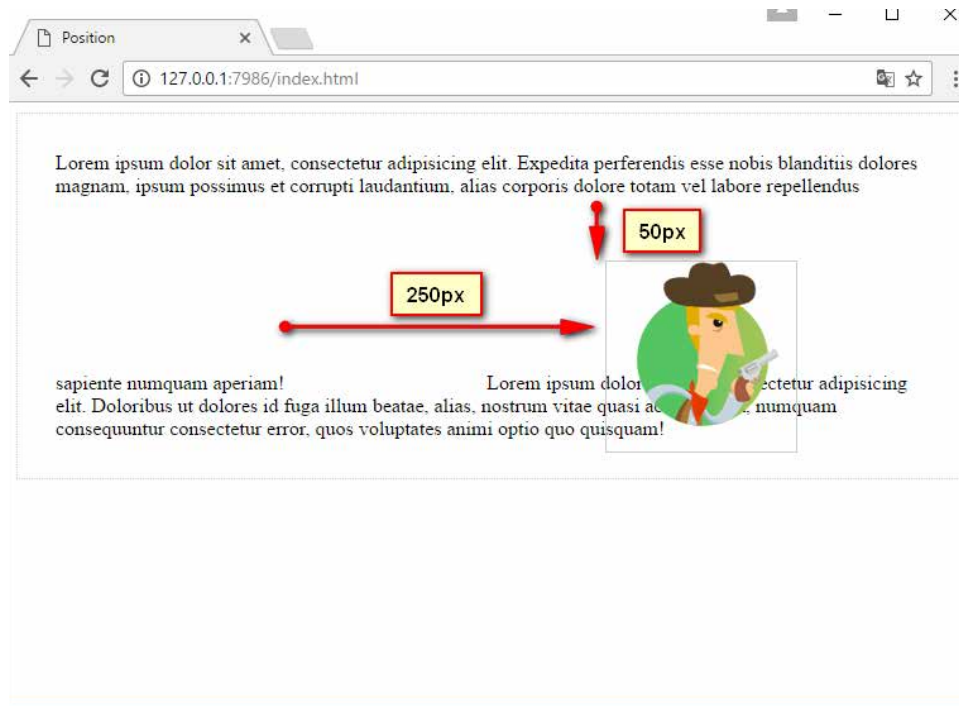 Position
127.0.0.1:7986/index.html
Lorem ipsum dolor sit amet, consectetur adipisicing elit. Expedita perferendis esse nobis blanditiis dolores
magnam, ipsum possimus et corrupti laudantium, alias corporis dolore totam vel labore repellendus
50px
250px
sapiente numquam aperiam! Lorem ipsum dolor ectetur adipisicing
elit. Doloribus ut dolores id fuga illum beatae, alias, nostrum vitae quasi numquam
consequuntur consectetur error, quos voluptates animi optio quo quisquam!